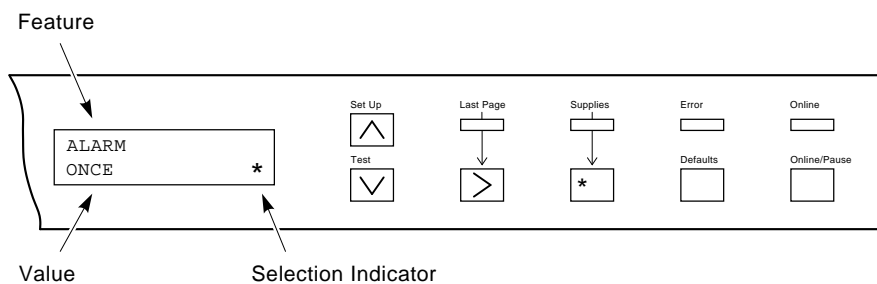 Feature
Set Up Last Page Supplies Error Online
ALARM
ONCE *
Test Defaults Online/Pause
*
Value Selection Indicator